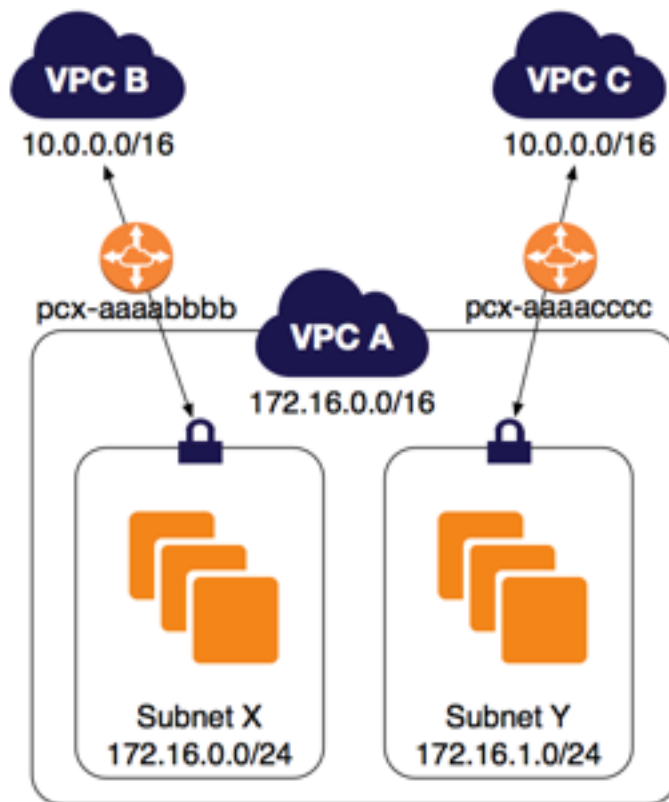 VPC B
VPC C
10.0.0.0/16
10.0.0.0/16
pcx-aaaabbbb
pcx-aaaacccc
VPC A
172.16.0.0/16
Subnet X
172.16.0.0/24
Subnet Y
172.16.1.0/24